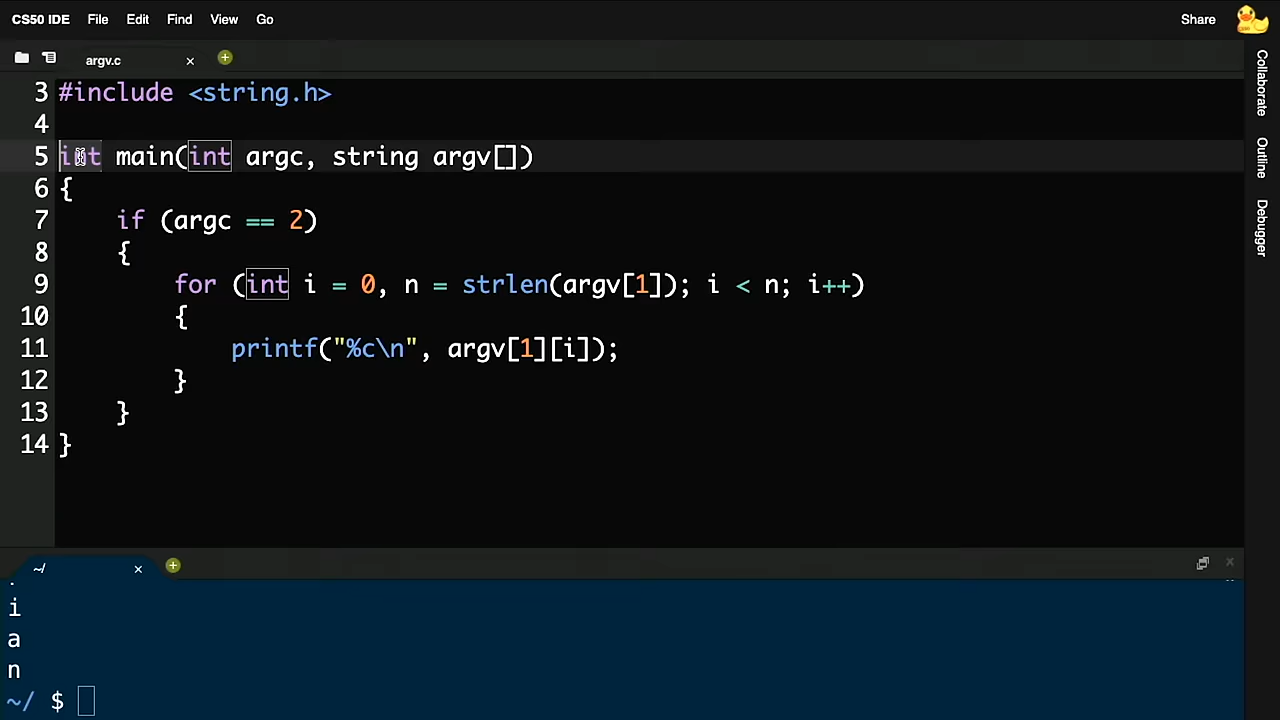 CS50 IDE File Edit Find View Go Share
argv.c
3 #include <string.h>
4
5 int main(int argc, string argv[])
6 {
7 if (argc == 2)
8 {
9 for (int i = 0, n = strlen(argv[1]); i < n; i++)
10 {
11 printf("%c\n", argv[1][i]);
12 }
13 }
14 }
Collaborate
Outline
Debugger
~/
i
a
n
~/ $